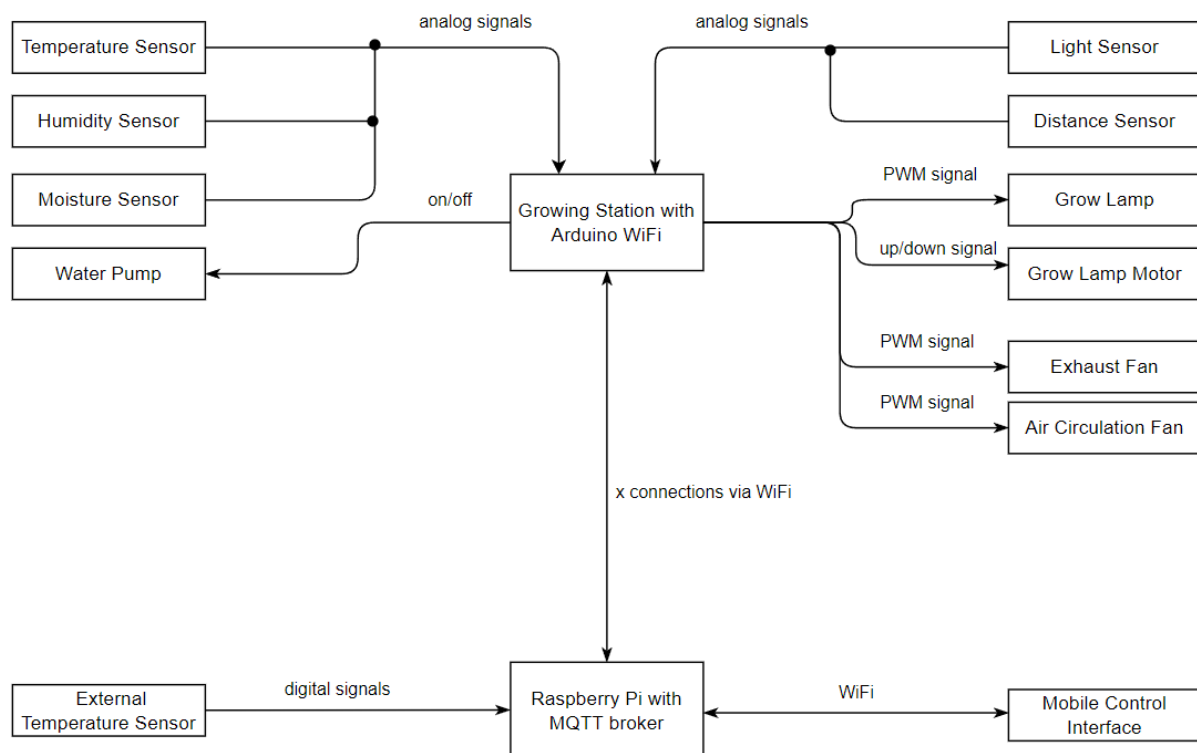 analog signals
analog signals
Temperature Sensor
Light Sensor
Humidity Sensor
Distance Sensor
PWM signal
Moisture Sensor
on/off
Growing Station with
Arduino WiFi
Grow Lamp
up/down signal
Water Pump
Grow Lamp Motor
PWM signal
Exhaust Fan
PWM signal
Air Circulation Fan
x connections via WiFi
External
Temperature Sensor
digital signals
Raspberry Pi with
MQTT broker
WiFi
Mobile Control
Interface